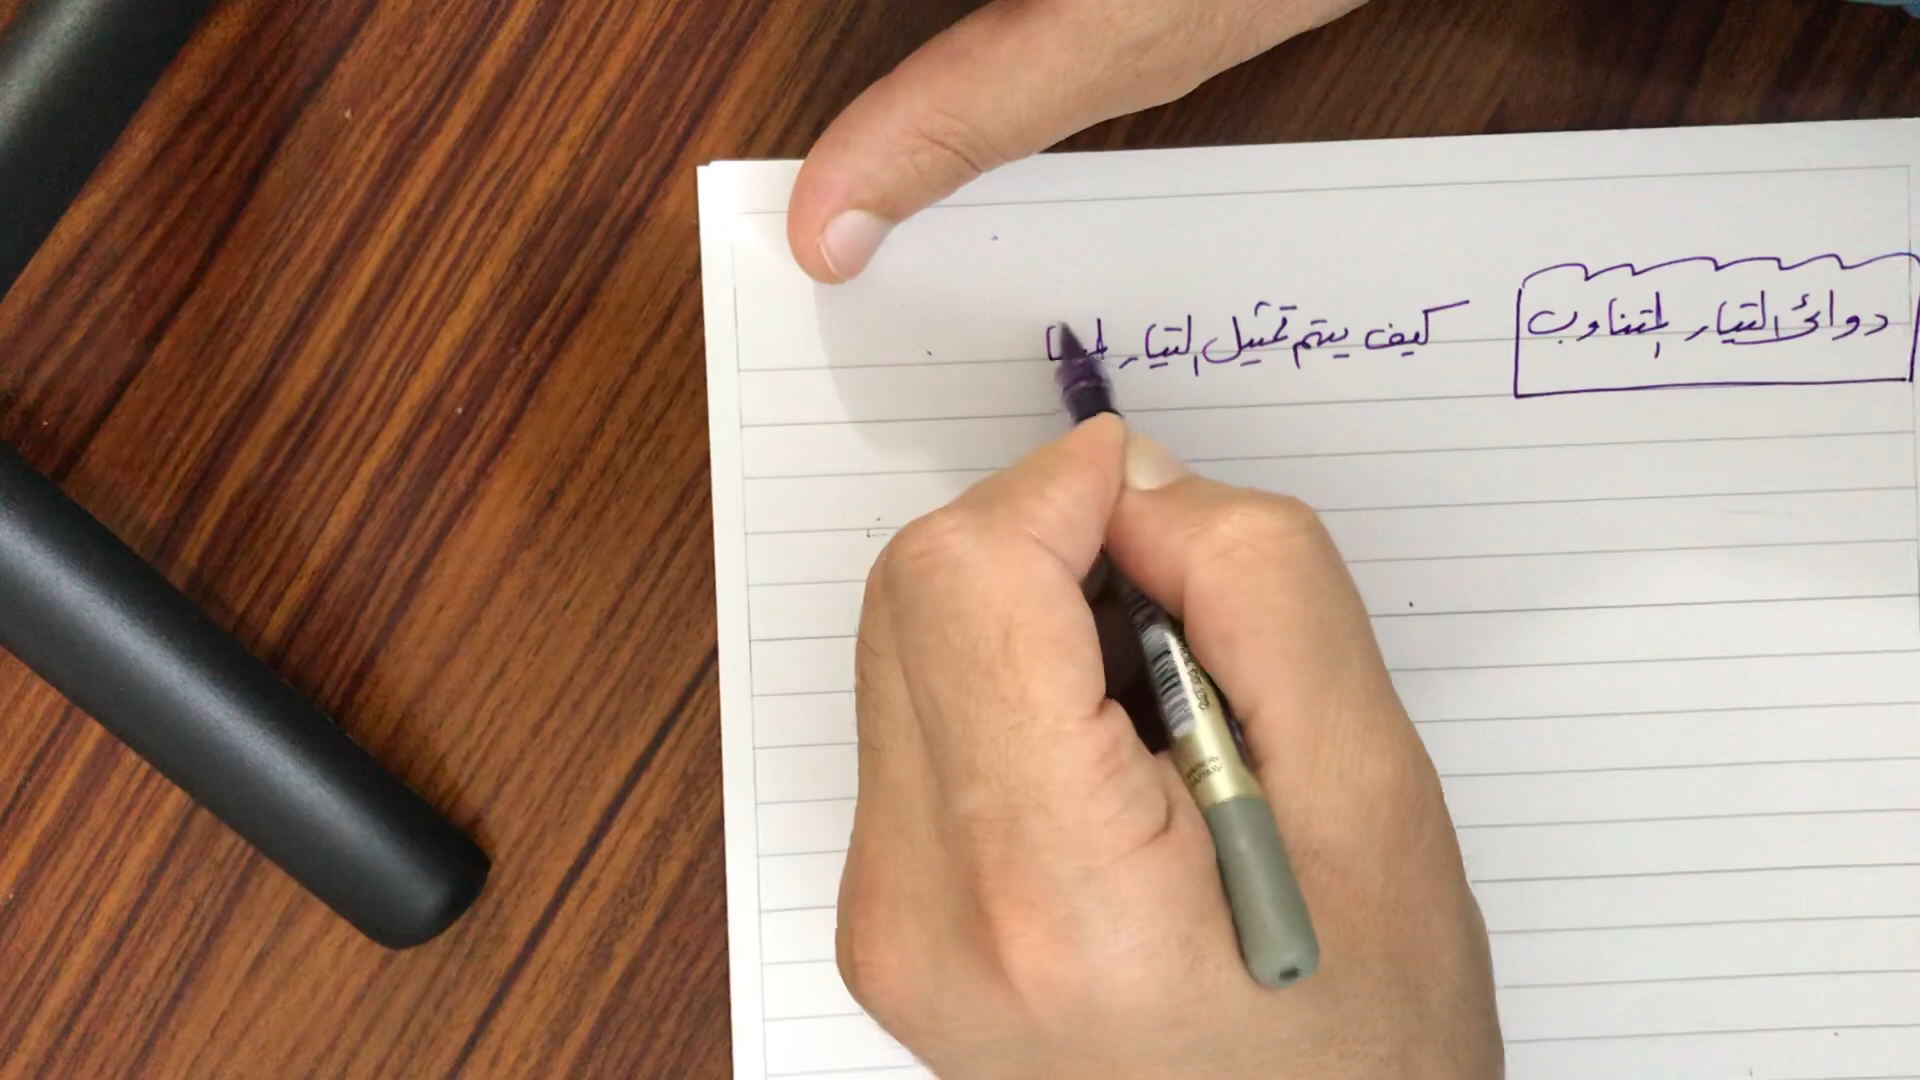 دوائر التيار المتناوب
كيف يتم تمثيل التيار